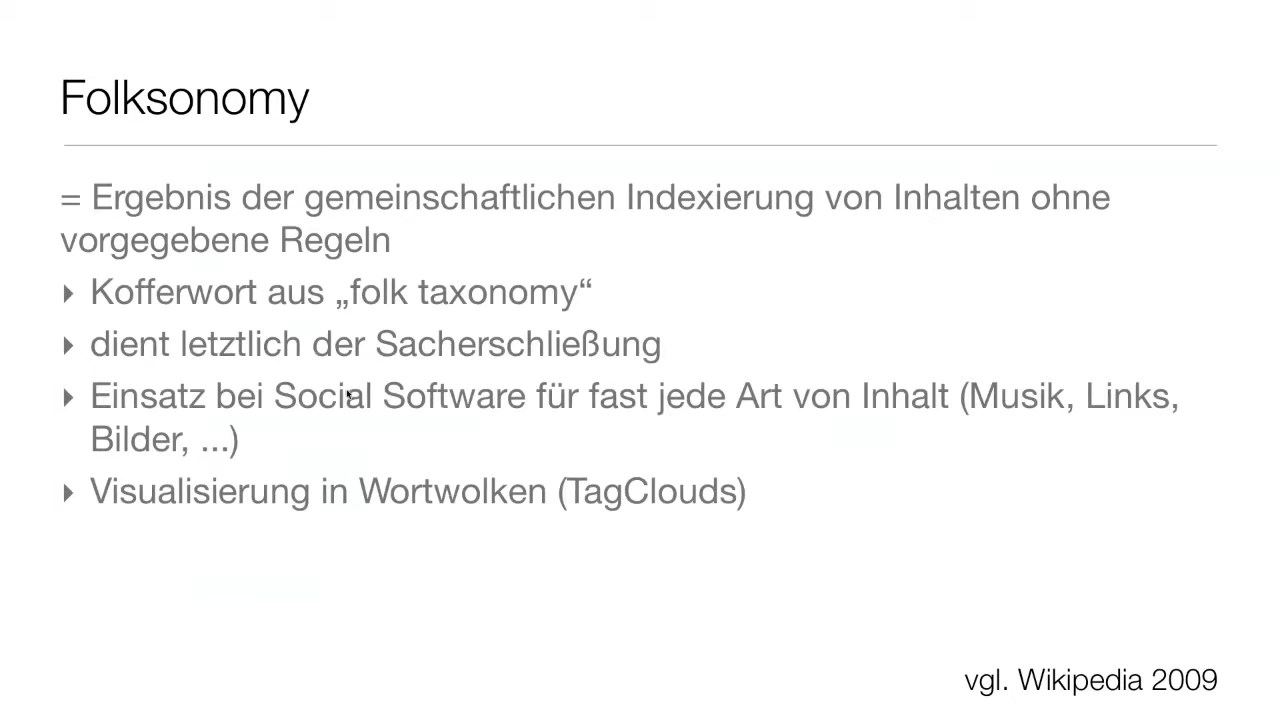 Folksonomy
= Ergebnis der gemeinschaftlichen Indexierung von Inhalten ohne
vorgegebene Regeln
‣ Kofferwort aus „folk taxonomy“
‣ dient letztlich der Sacherschließung
‣ Einsatz bei Social Software für fast jede Art von Inhalt (Musik, Links,
Bilder, ...)
‣ Visualisierung in Wortwolken (TagClouds)
vgl. Wikipedia 2009